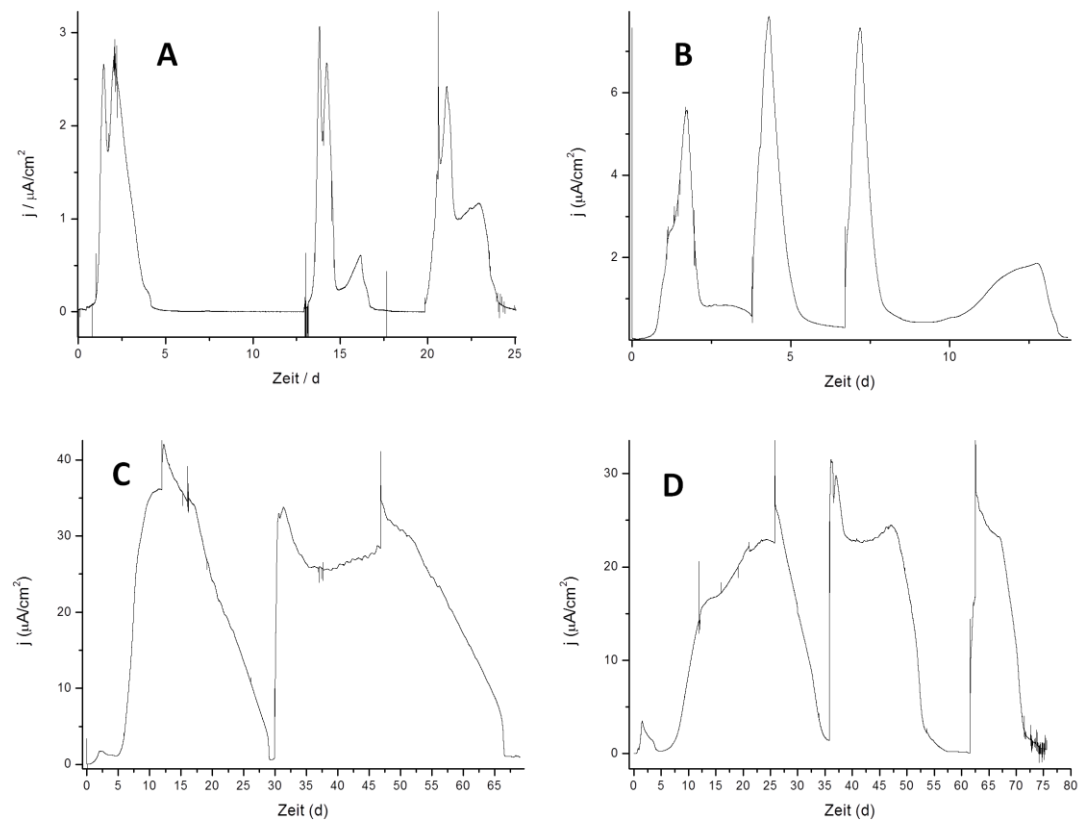 A
j / µA/cm²
3
2
1
0
0 5 10 15 20 25
Zeit / d
B
j (µA/cm²)
6
4
2
0 5 10
Zeit (d)
C
j (µA/cm²)
40
30
20
10
0
0 5 10 15 20 25 30 35 40 45 50 55 60 65
Zeit (d)
D
j (µA/cm²)
30
20
10
0
0 5 10 15 20 25 30 35 40 45 50 55 60 65 70 75 80
Zeit (d)